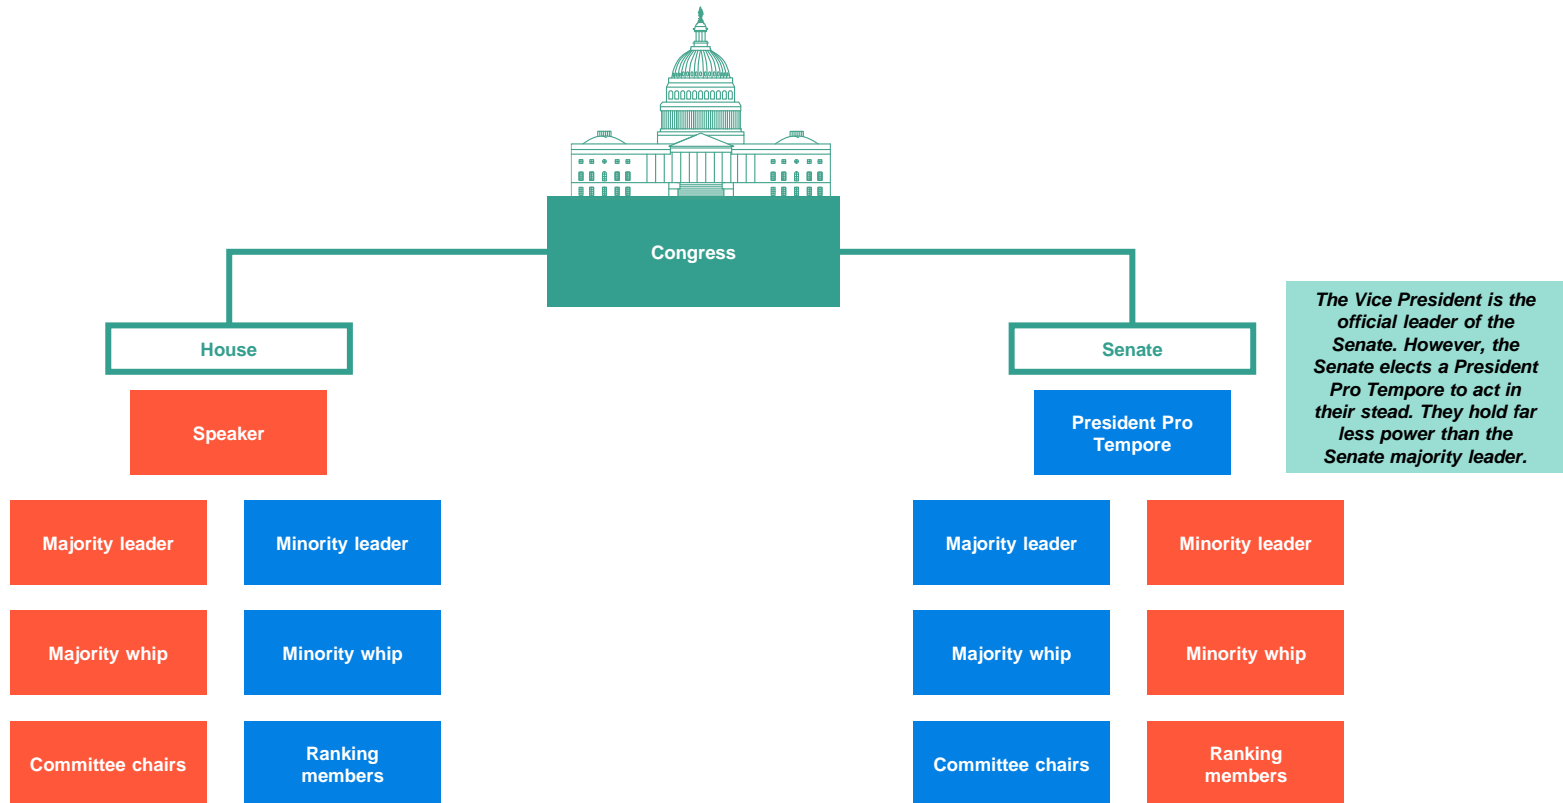 Congress
House
Senate
The Vice President is the
official leader of the
Senate. However, the
Senate elects a President
Pro Tempore to act in
their stead. They hold far
less power than the
Senate majority leader.
Speaker
President Pro
Tempore
Majority leader
Minority leader
Majority leader
Minority leader
Majority whip
Minority whip
Majority whip
Minority whip
Committee chairs
Ranking
members
Committee chairs
Ranking
members